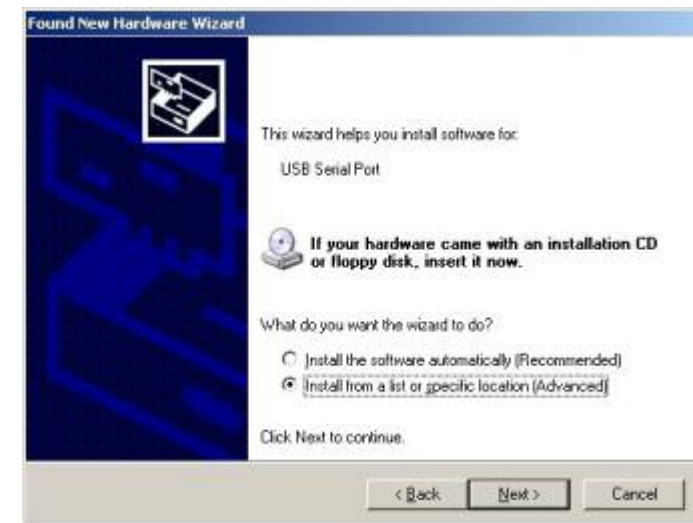 Found New Hardware Wizard
This wizard helps you install software for:
USB Serial Port
If your hardware came with an installation CD
or floppy disk, insert it now.
What do you want the wizard to do?
Install the software automatically (Recommended)
Install from a list or specific location (Advanced)
Click Next to continue.
< Back Next > Cancel